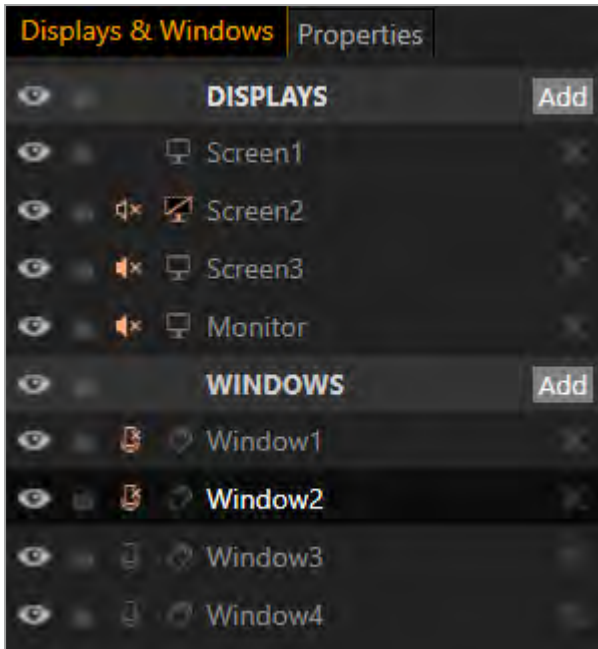 Displays & Windows Properties
DISPLAYS Add
Screen1
Screen2
Screen3
Monitor
WINDOWS Add
Window1
Window2
Window3
Window4